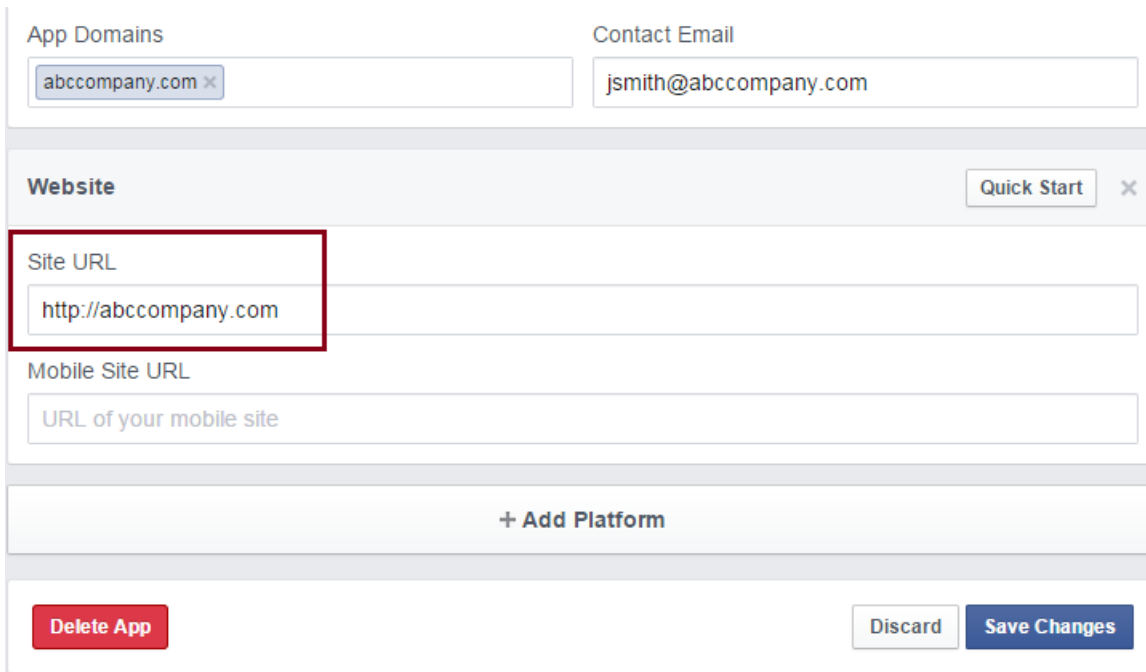 App Domains
Contact Email
abccompany.com ×
jsmith@abccompany.com
Website
Quick Start ×
Site URL
http://abccompany.com
Mobile Site URL
URL of your mobile site
+ Add Platform
Delete App
Discard
Save Changes